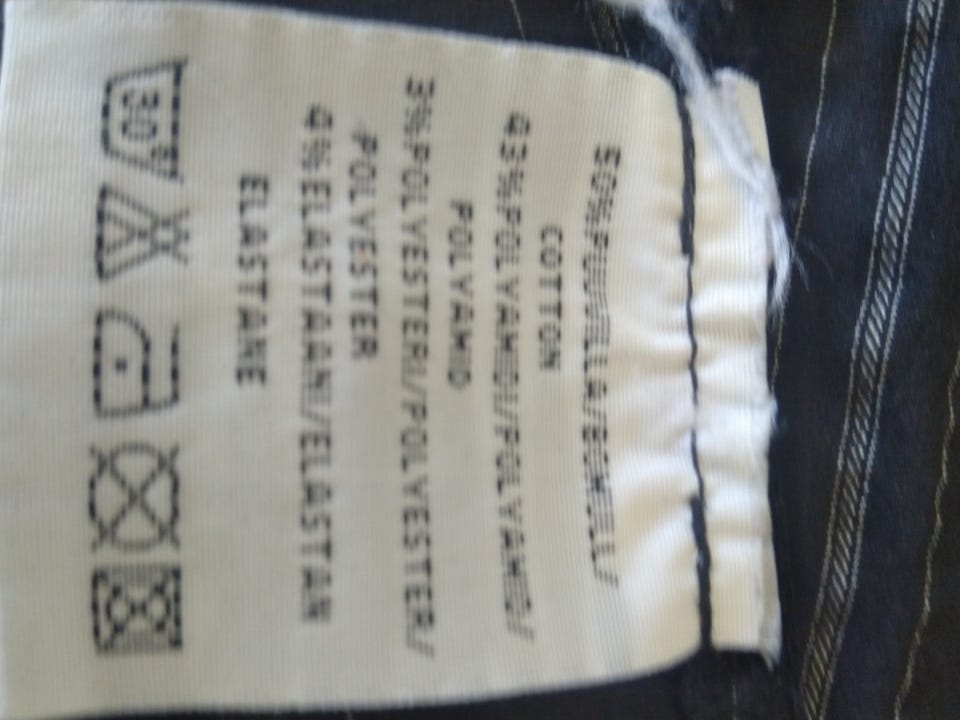 50%PUUVILLA/BOMULL/
COTTON
43%POLYAMIDI/POLYAMID/
POLYAMID
3%POLYESTERI/POLYESTER/
POLYESTER
4%ELASTAANI/ELASTAN
ELASTANE
30°